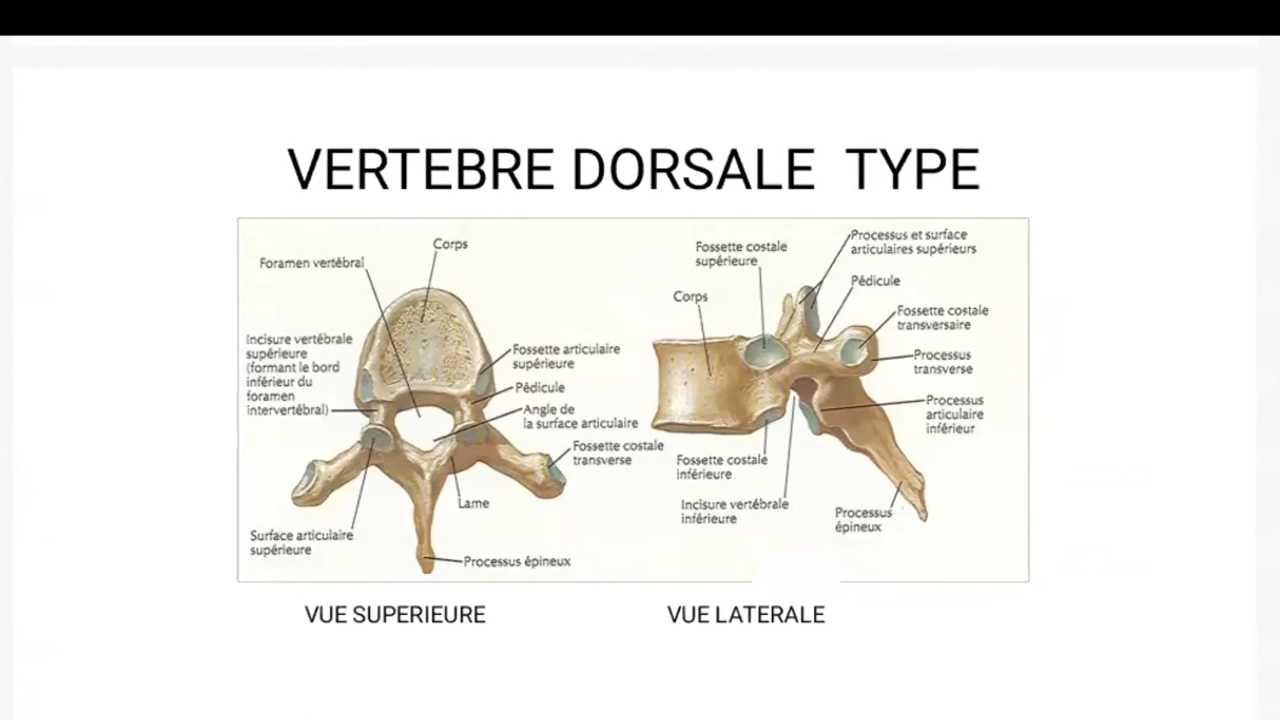 VERTEBRE DORSALE TYPE
Corps
Foramen vertébral
Incisure vertébrale
supérieure
(formant le bord
inférieur du
foramen
intervertébral)
Fossette articulaire
supérieure
Pédicule
Angle de
la surface articulaire
Fossette costale
transverse
Lame
Surface articulaire
supérieure
Processus épineux
Fossette costale
supérieure
Processus et surface
articulaires supérieurs
Corps
Pédicule
Fossette costale
transversaire
Processus
transverse
Processus
articulaire
inférieur
Fossette costale
inférieure
Incisure vertébrale
inférieure
Processus
épineux
VUE SUPERIEURE
VUE LATERALE